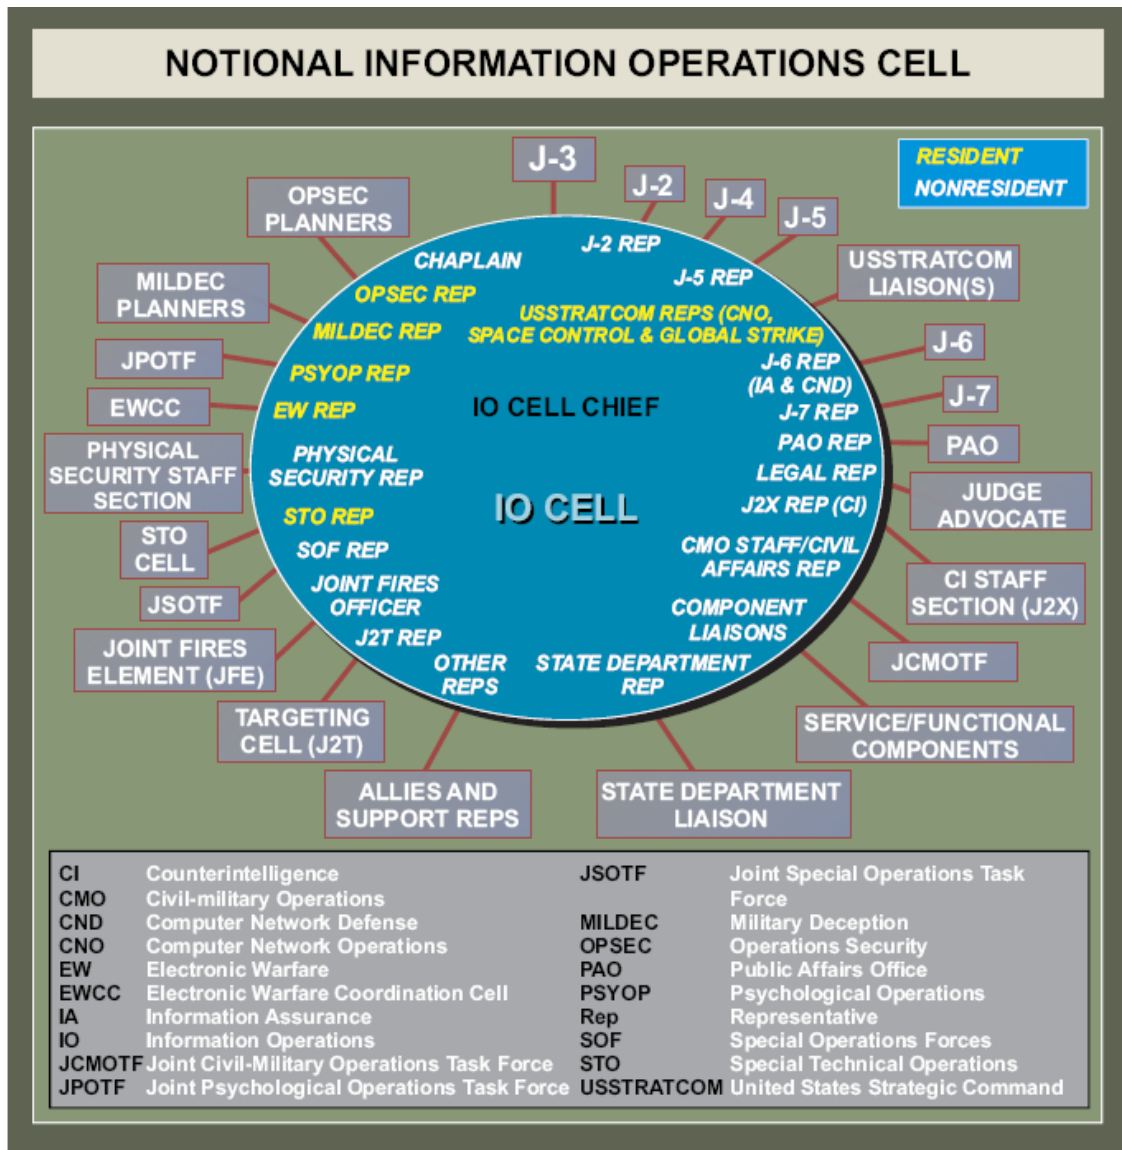 NOTIONAL INFORMATION OPERATIONS CELL
RESIDENT
NONRESIDENT
J-3
J-2
J-4
J-5
OPSEC
PLANNERS
MILDEC
PLANNERS
JPOTF
EWCC
PHYSICAL
SECURITY STAFF
SECTION
STO
CELL
JSOTF
JOINT FIRES
ELEMENT (JFE)
TARGETING
CELL (J2T)
ALLIES AND
SUPPORT REPS
USSTRATCOM
LIAISON(S)
J-6
J-7
PAO
JUDGE
ADVOCATE
CI STAFF
SECTION (J2X)
JCMOTF
SERVICE/FUNCTIONAL
COMPONENTS
STATE DEPARTMENT
LIAISON
CHAPLAIN
OPSEC REP
MILDEC REP
PSYOP REP
EW REP
PHYSICAL
SECURITY REP
STO REP
SOF REP
JOINT FIRES
OFFICER
J2T REP
OTHER
REPS
J-2 REP
J-5 REP
USSTRATCOM REPS (CNO,
SPACE CONTROL & GLOBAL STRIKE)
J-6 REP
(IA & CND)
J-7 REP
PAO REP
LEGAL REP
J2X REP (CI)
CMO STAFF/CIVIL
AFFAIRS REP
COMPONENT
LIAISONS
STATE DEPARTMENT
REP
IO CELL CHIEF
IO CELL
CI Counterintelligence
CMO Civil-military Operations
CND Computer Network Defense
CNO Computer Network Operations
EW Electronic Warfare
EWCC Electronic Warfare Coordination Cell
IA Information Assurance
IO Information Operations
JCMOTF Joint Civil-Military Operations Task Force
JPOTF Joint Psychological Operations Task Force
JSOTF Joint Special Operations Task
Force
MILDEC Military Deception
OPSEC Operations Security
PAO Public Affairs Office
PSYOP Psychological Operations
Rep Representative
SOF Special Operations Forces
STO Special Technical Operations
USSTRATCOM United States Strategic Command